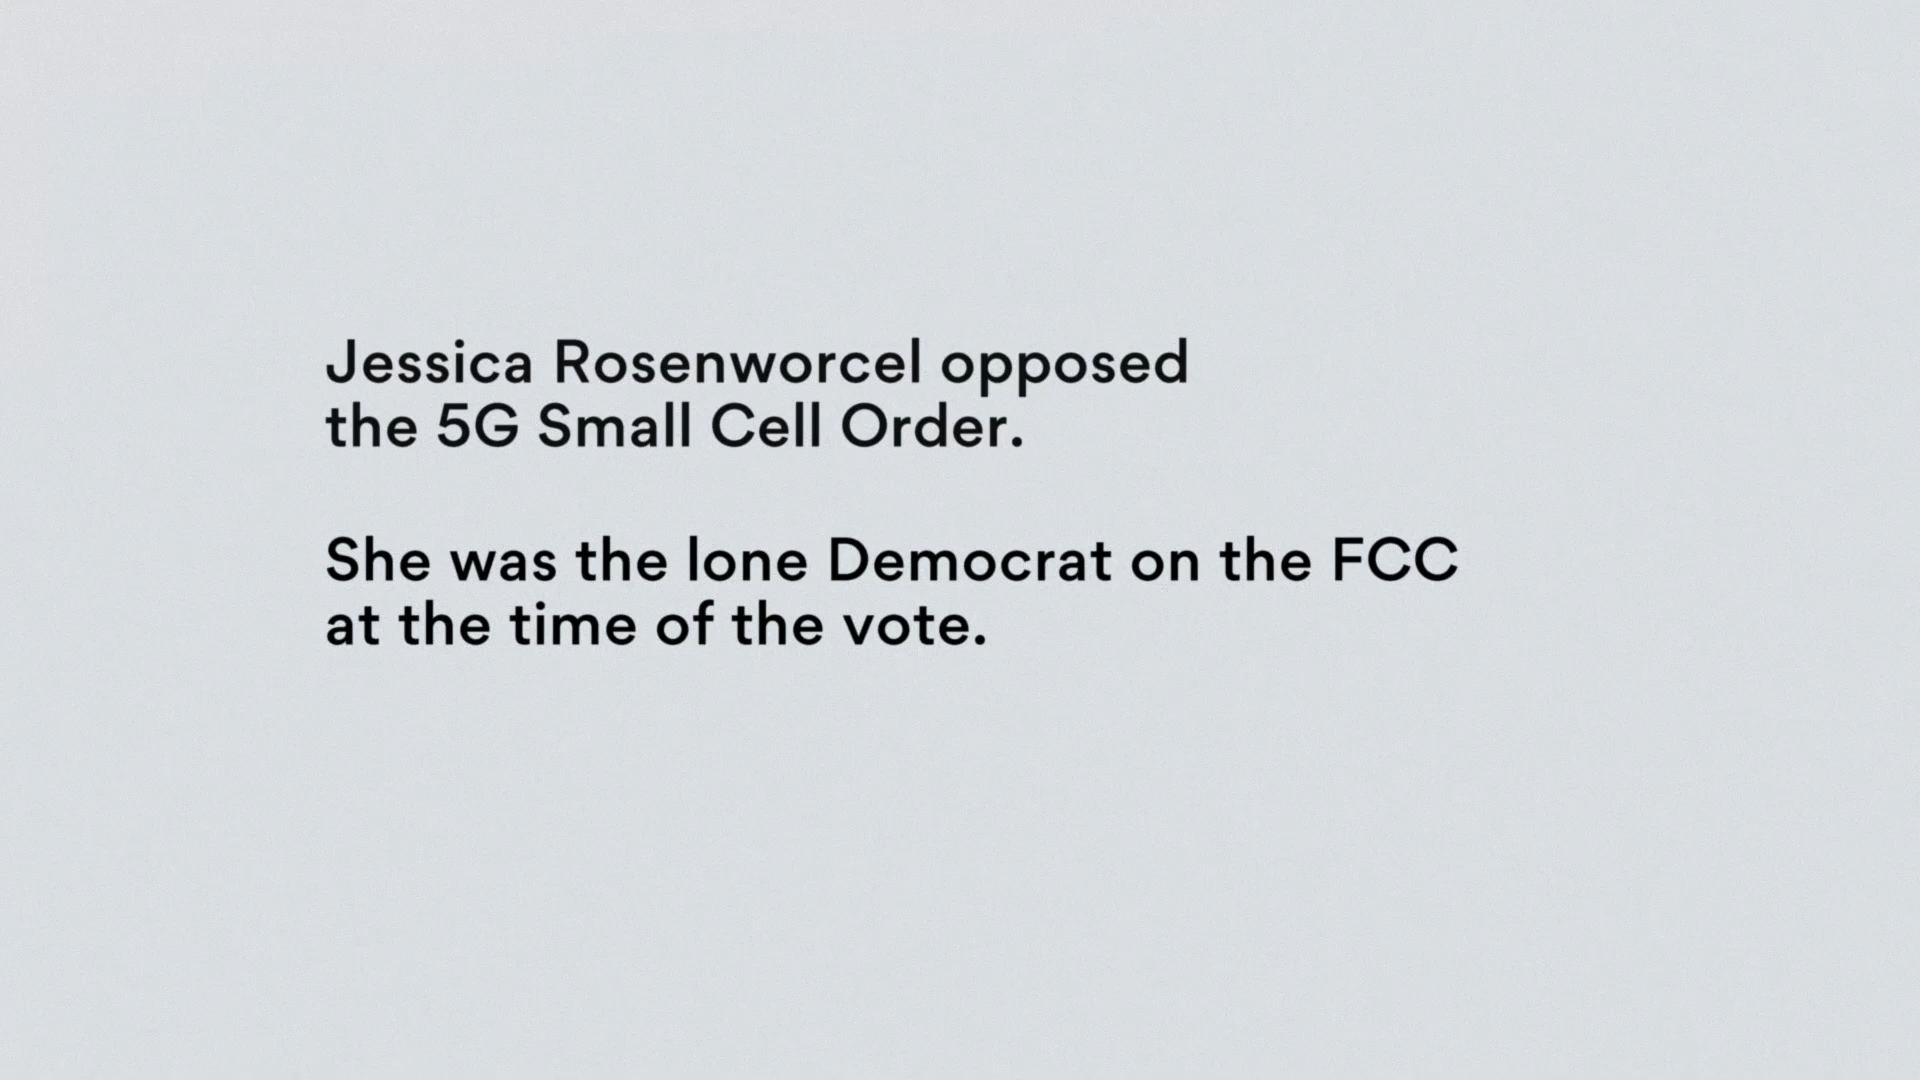 Jessica Rosenworcel opposed
the 5G Small Cell Order.
She was the lone Democrat on the FCC
at the time of the vote.